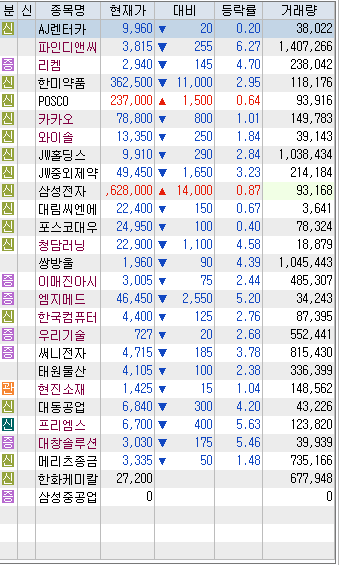 분 신 종목명 현재가 대비 등락률 거래량
신 AJ렌터카 9,960 ▼ 20 0.20 38,022
파인디앤씨 3,815 ▼ 255 6.27 1,407,266
증 리켐 2,940 ▼ 145 4.70 238,042
신 한미약품 362,500 ▼ 11,000 2.95 118,176
신 POSCO 237,000 ▲ 1,500 0.64 93,916
신 카카오 78,800 ▼ 800 1.01 149,783
신 와이솔 13,350 ▼ 250 1.84 39,143
신 JW홀딩스 9,910 ▼ 290 2.84 1,038,434
신 JW중외제약 49,450 ▼ 1,650 3.23 214,184
신 삼성전자 ,628,000 ▲ 14,000 0.87 93,168
신 대림씨엔에 22,400 ▼ 150 0.67 3,641
신 포스코대우 24,950 ▼ 100 0.40 78,324
신 청담러닝 22,900 ▼ 1,100 4.58 18,879
쌍방울 1,960 ▼ 90 4.39 1,045,443
증 이매진아시 3,005 ▼ 75 2.44 485,307
증 엠지메드 46,450 ▼ 2,550 5.20 34,243
신 한국컴퓨터 4,400 ▼ 125 2.76 87,395
증 우리기술 727 ▼ 20 2.68 552,441
증 써니전자 4,715 ▼ 185 3.78 815,430
태원물산 4,105 ▼ 100 2.38 336,399
관 현진소재 1,425 ▼ 15 1.04 148,562
신 대동공업 6,840 ▼ 300 4.20 43,226
신 프리엠스 6,700 ▼ 400 5.63 123,820
증 대창솔루션 3,030 ▼ 175 5.46 39,939
신 메리츠종금 3,335 ▼ 50 1.48 735,166
신 한화케미칼 27,200 677,948
증 삼성중공업 0 0